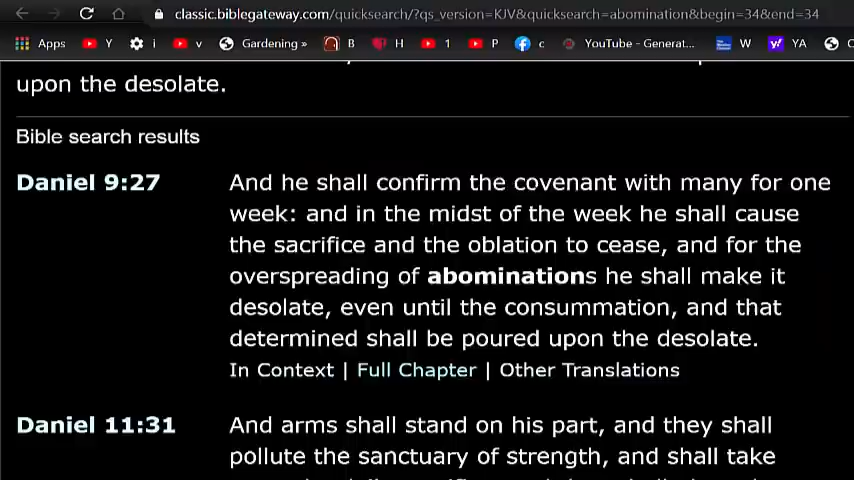 classic.biblegateway.com/quicksearch/?qs_version=KJV&quicksearch=abomination&begin=34&end=34
Apps Y i v Gardening » B H 1 P c YouTube - Generat... W YA C
upon the desolate.
Bible search results
Daniel 9:27 And he shall confirm the covenant with many for one
week: and in the midst of the week he shall cause
the sacrifice and the oblation to cease, and for the
overspreading of abominations he shall make it
desolate, even until the consummation, and that
determined shall be poured upon the desolate.
In Context | Full Chapter | Other Translations
Daniel 11:31 And arms shall stand on his part, and they shall
pollute the sanctuary of strength, and shall take